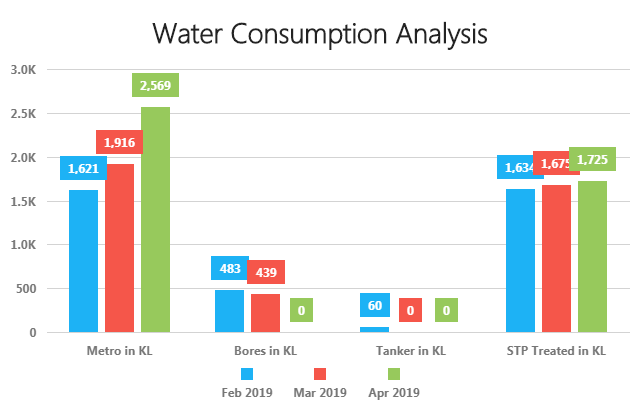 Water Consumption Analysis
3.0K
2.5K
2.0K
1.5K
1.0K
500
0
1,621
1,916
2,569
483
439
0
60
0
0
1,634
1,675
1,725
Metro in KL
Bores in KL
Tanker in KL
STP Treated in KL
Feb 2019
Mar 2019
Apr 2019